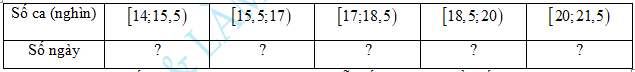 Số ca (nghìn) [14;15,5) [15,5;17) [17;18,5) [18,5;20) [20;21,5)
Số ngày ? ? ? ? ?